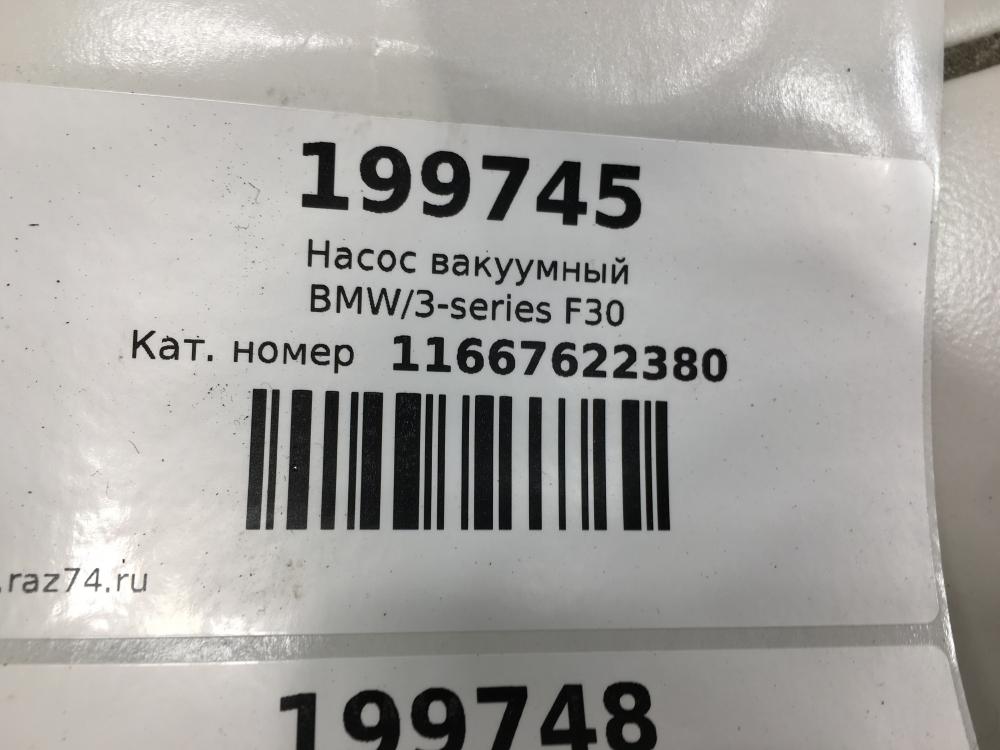 199745
Насос вакуумный
BMW/3-series F30
Кат. номер 11667622380
.raz74.ru
199748